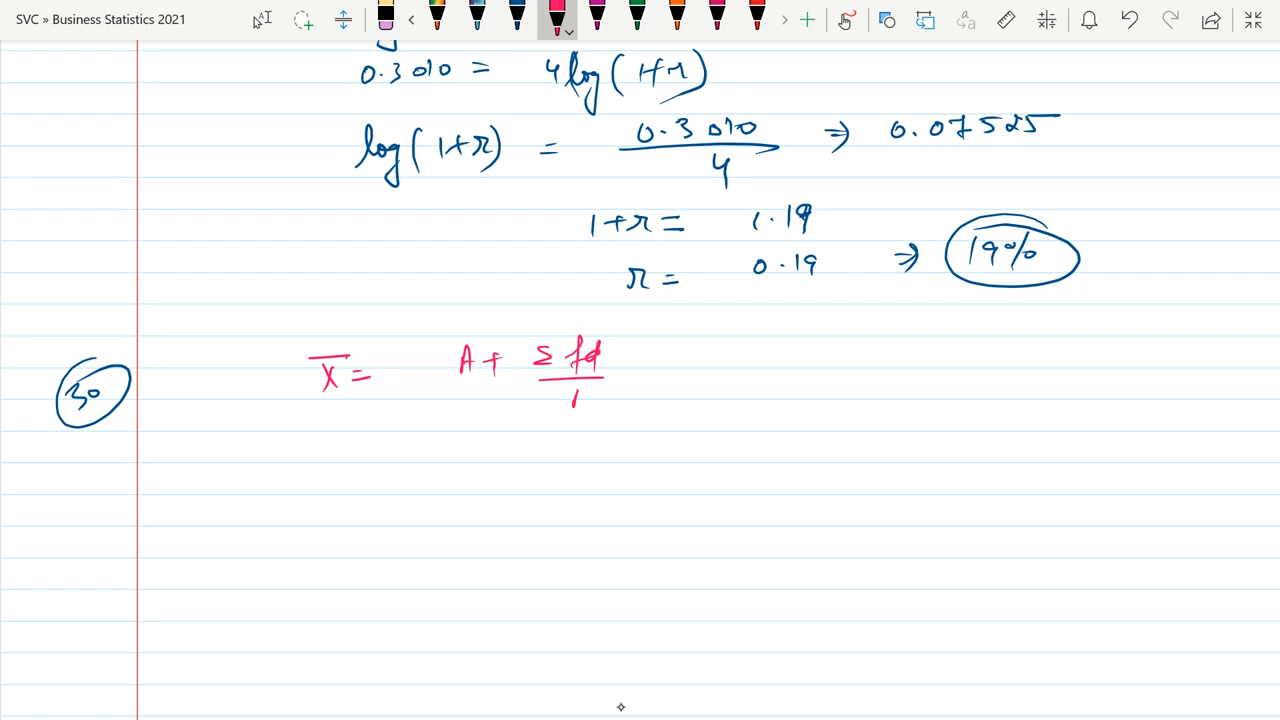 SVC » Business Statistics 2021
0.3010 = 4 log (1+r)
log (1+r) = 0.3010 / 4 ⇒ 0.07525
1+r = 1.19
r = 0.19 ⇒ 19%
30 X̄ = A + Σfd